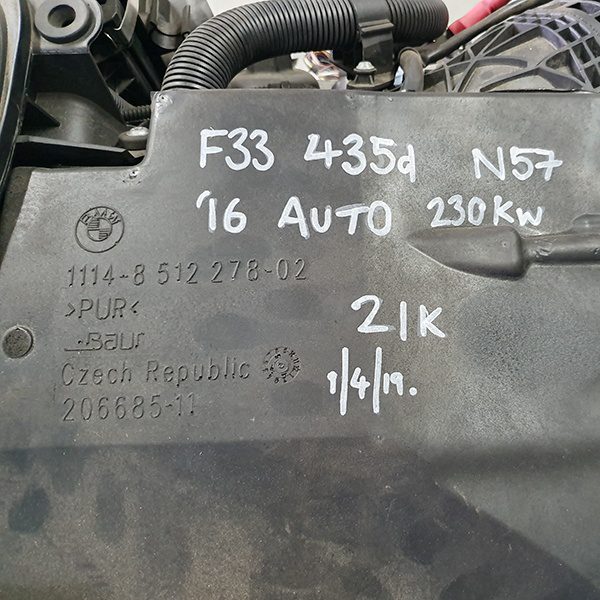 F33 435d N57
'16 AUTO 230KW
BMW
1114-8 512 278-02
>PUR<
Baur
Czech Republic
206685-11
21K
1/4/19.